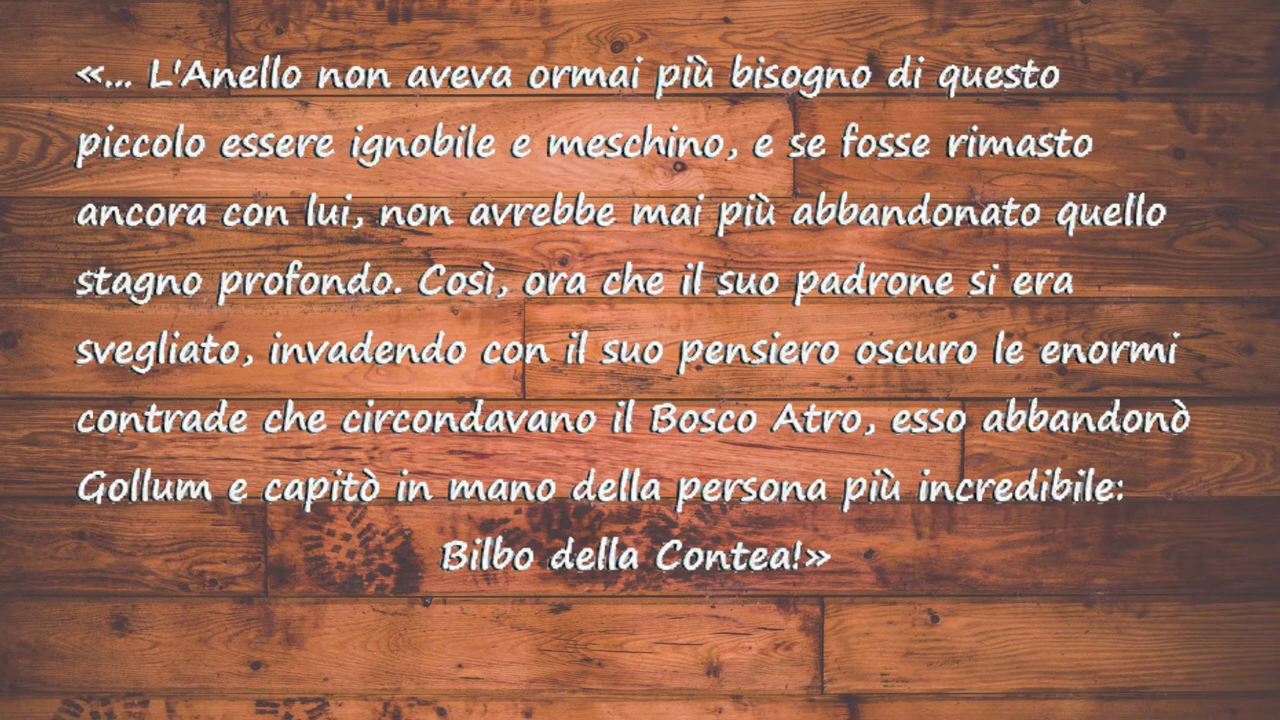 «... L'Anello non aveva ormai più bisogno di questo
piccolo essere ignobile e meschino, e se fosse rimasto
ancora con lui, non avrebbe mai più abbandonato quello
stagno profondo. Così, ora che il suo padrone si era
svegliato, invadendo con il suo pensiero oscuro le enormi
contrade che circondavano il Bosco Atro, esso abbandonò
Gollum e capitò in mano della persona più incredibile:
Bilbo della Contea!»